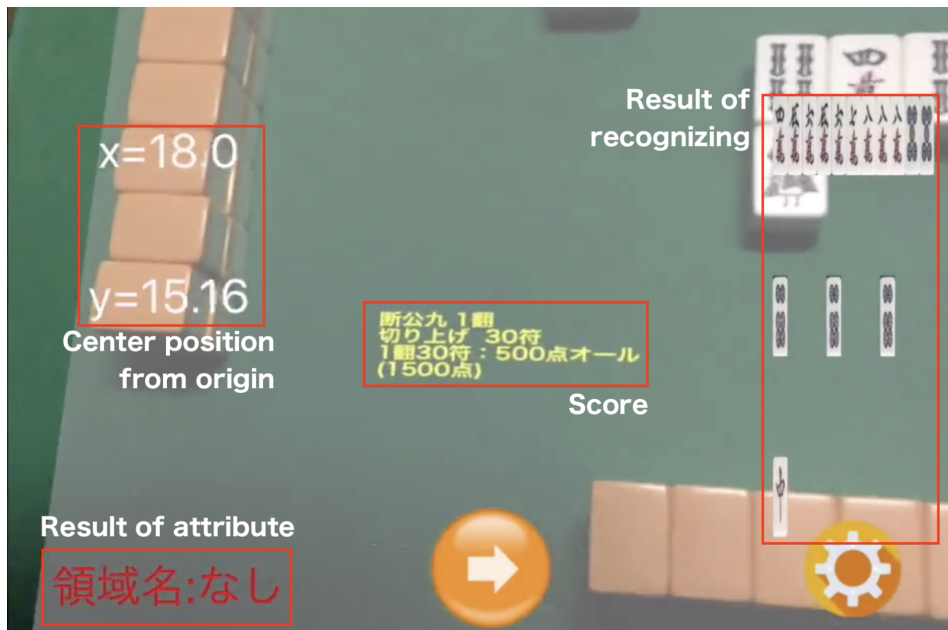 Result of
recognizing
四
x=18.0
y=15.16
Center position
from origin
断公九 1翻
切り上げ 30符
1翻30符：500点オール
(1500点)
Score
Result of attribute
領域名:なし